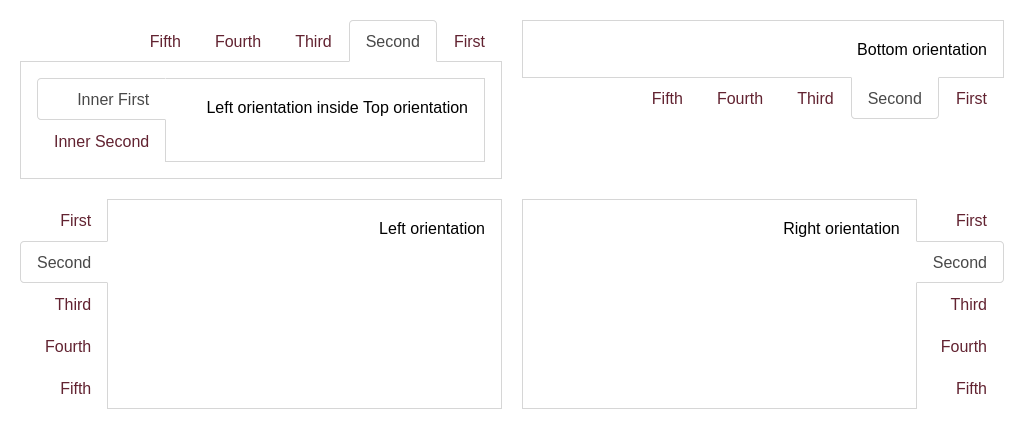 Fifth Fourth Third Second First
Inner First
Left orientation inside Top orientation
Inner Second
Bottom orientation
Fifth Fourth Third Second First
First
Second
Third
Fourth
Fifth
Left orientation
Right orientation
First
Second
Third
Fourth
Fifth